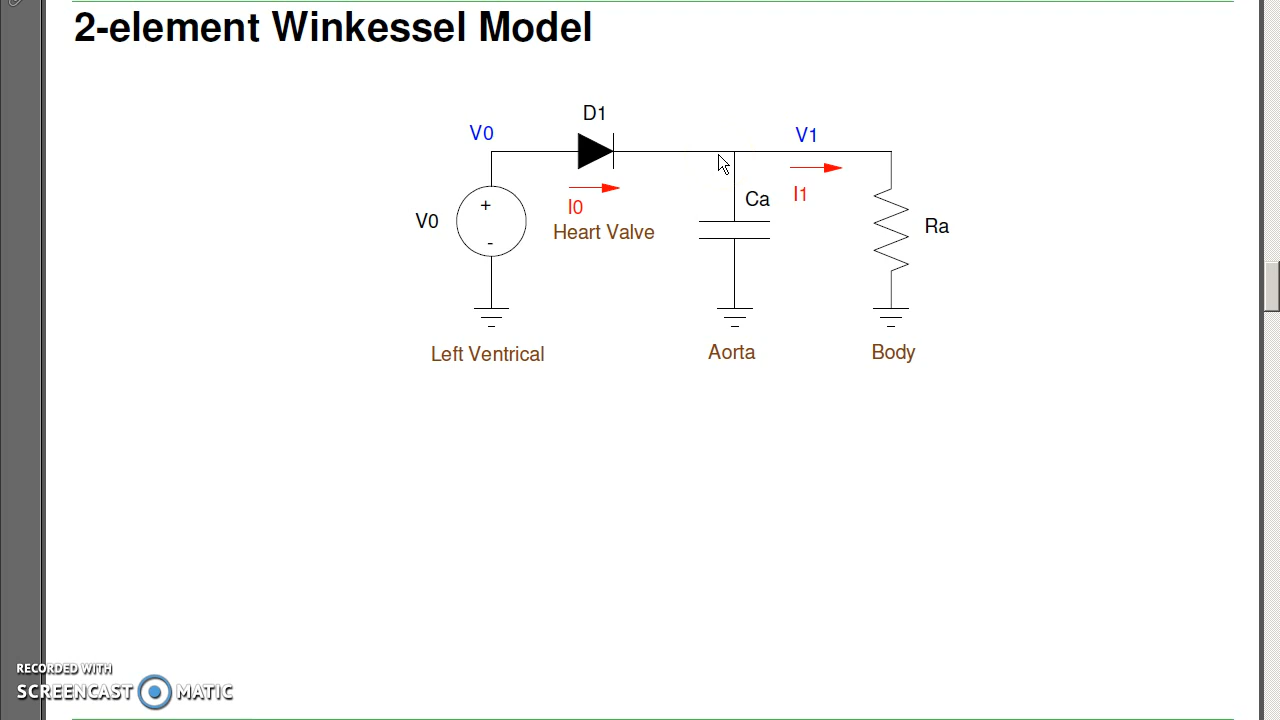 2-element Winkessel Model
D1
V0
V1
I0
Heart Valve
Ca
I1
V0
+
-
Ra
Left Ventrical
Aorta
Body
RECORDED WITH
SCREENCAST MATIC